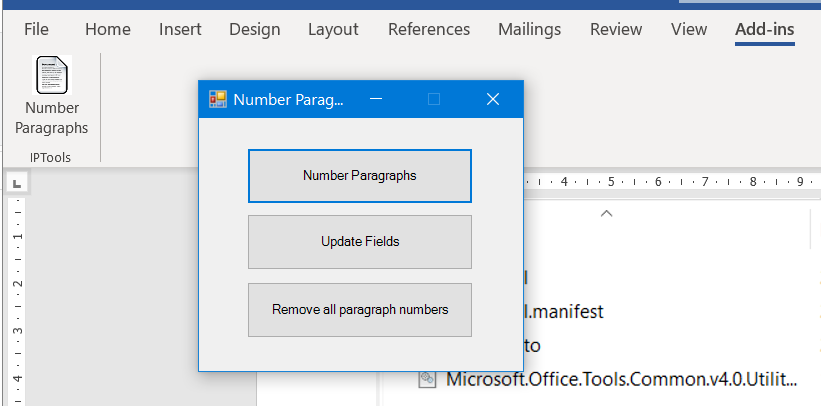 File Home Insert Design Layout References Mailings Review View Add-ins
Number
Paragraphs
IPTools
Number Parag...
Number Paragraphs
Update Fields
Remove all paragraph numbers
4 5 6 7 8 9
1
2
3
4
l
l.manifest
to
Microsoft.Office.Tools.Common.v4.0.Utilit...